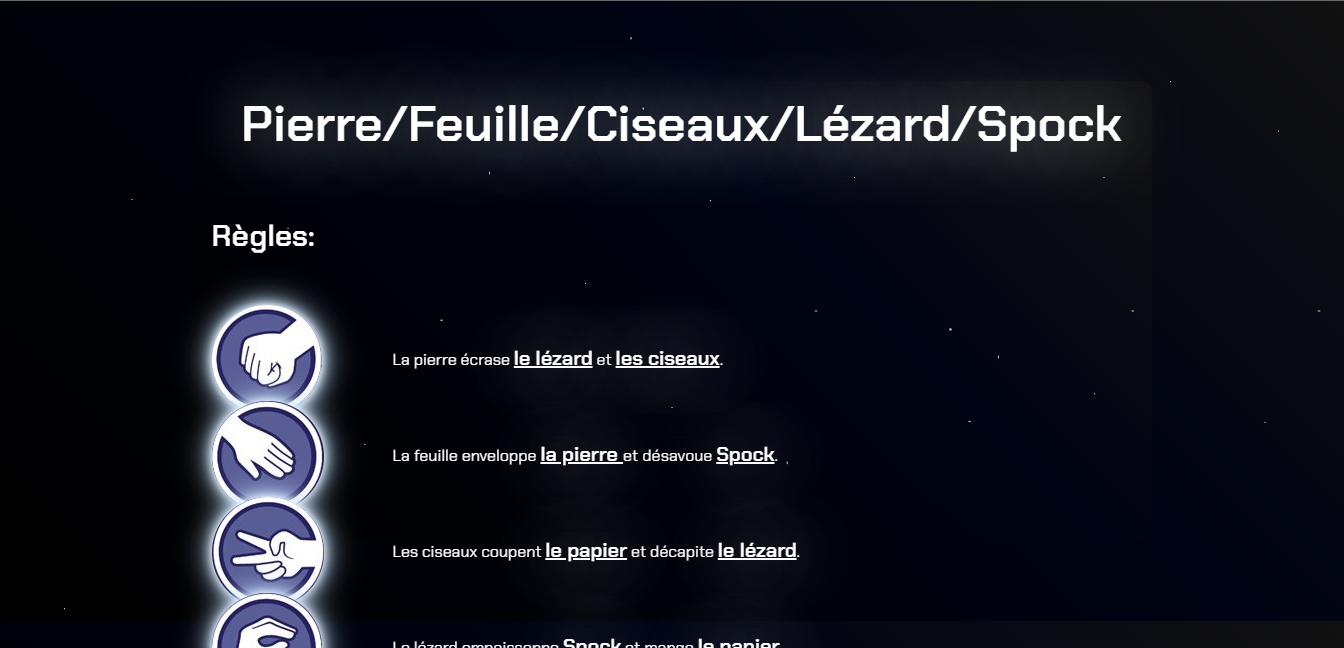 Pierre/Feuille/Ciseaux/Lézard/Spock
Règles:
La pierre écrase le lézard et les ciseaux.
La feuille enveloppe la pierre et désavoue Spock.
Les ciseaux coupent le papier et décapite le lézard.
Le lézard empoisonne Spock et mange le papier